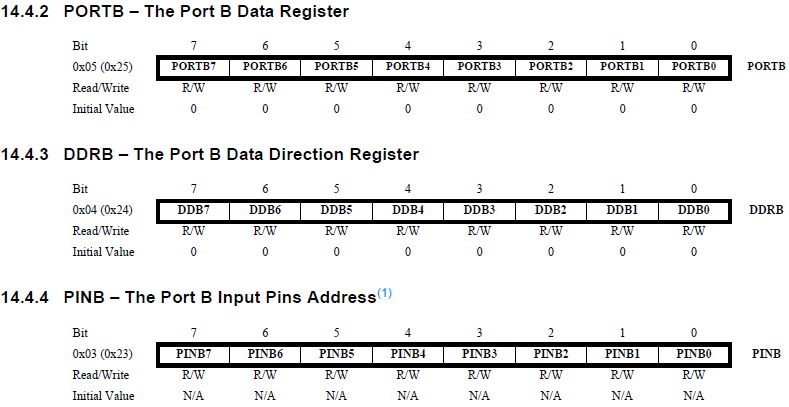 14.4.2 PORTB – The Port B Data Register
Bit 7 6 5 4 3 2 1 0
0x05 (0x25) PORTB7 PORTB6 PORTB5 PORTB4 PORTB3 PORTB2 PORTB1 PORTB0 PORTB
Read/Write R/W R/W R/W R/W R/W R/W R/W R/W
Initial Value 0 0 0 0 0 0 0 0
14.4.3 DDRB – The Port B Data Direction Register
Bit 7 6 5 4 3 2 1 0
0x04 (0x24) DDB7 DDB6 DDB5 DDB4 DDB3 DDB2 DDB1 DDB0 DDRB
Read/Write R/W R/W R/W R/W R/W R/W R/W R/W
Initial Value 0 0 0 0 0 0 0 0
14.4.4 PINB – The Port B Input Pins Address(1)
Bit 7 6 5 4 3 2 1 0
0x03 (0x23) PINB7 PINB6 PINB5 PINB4 PINB3 PINB2 PINB1 PINB0 PINB
Read/Write R/W R/W R/W R/W R/W R/W R/W R/W
Initial Value N/A N/A N/A N/A N/A N/A N/A N/A